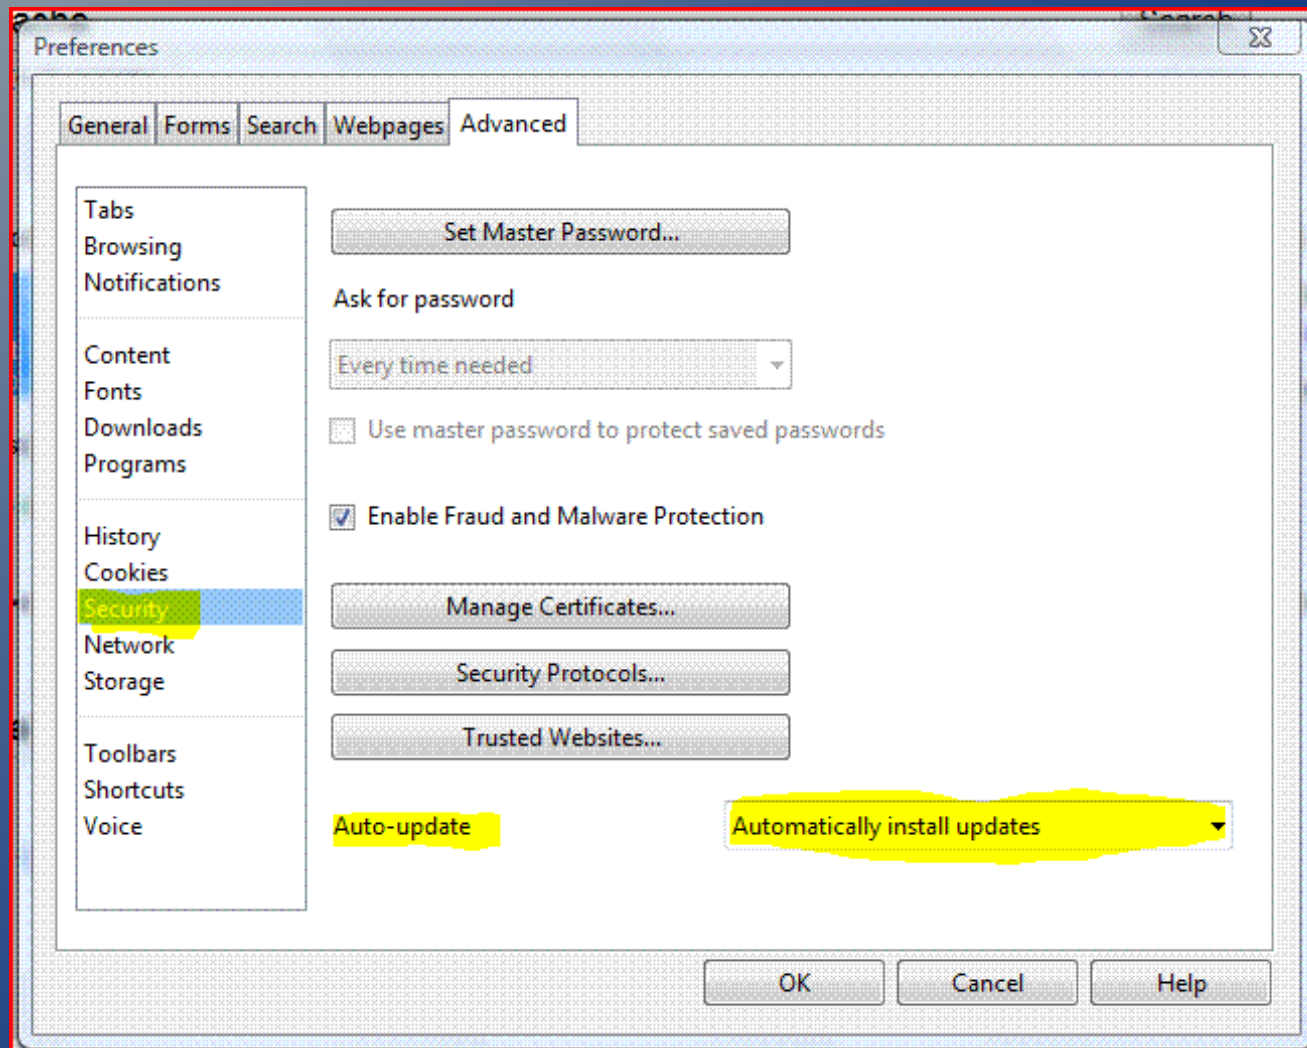 Preferences
General Forms Search Webpages Advanced
Tabs
Browsing
Notifications
Content
Fonts
Downloads
Programs
History
Cookies
Security
Network
Storage
Toolbars
Shortcuts
Voice
Set Master Password...
Ask for password
Every time needed
Use master password to protect saved passwords
Enable Fraud and Malware Protection
Manage Certificates...
Security Protocols...
Trusted Websites...
Auto-update Automatically install updates
OK Cancel Help